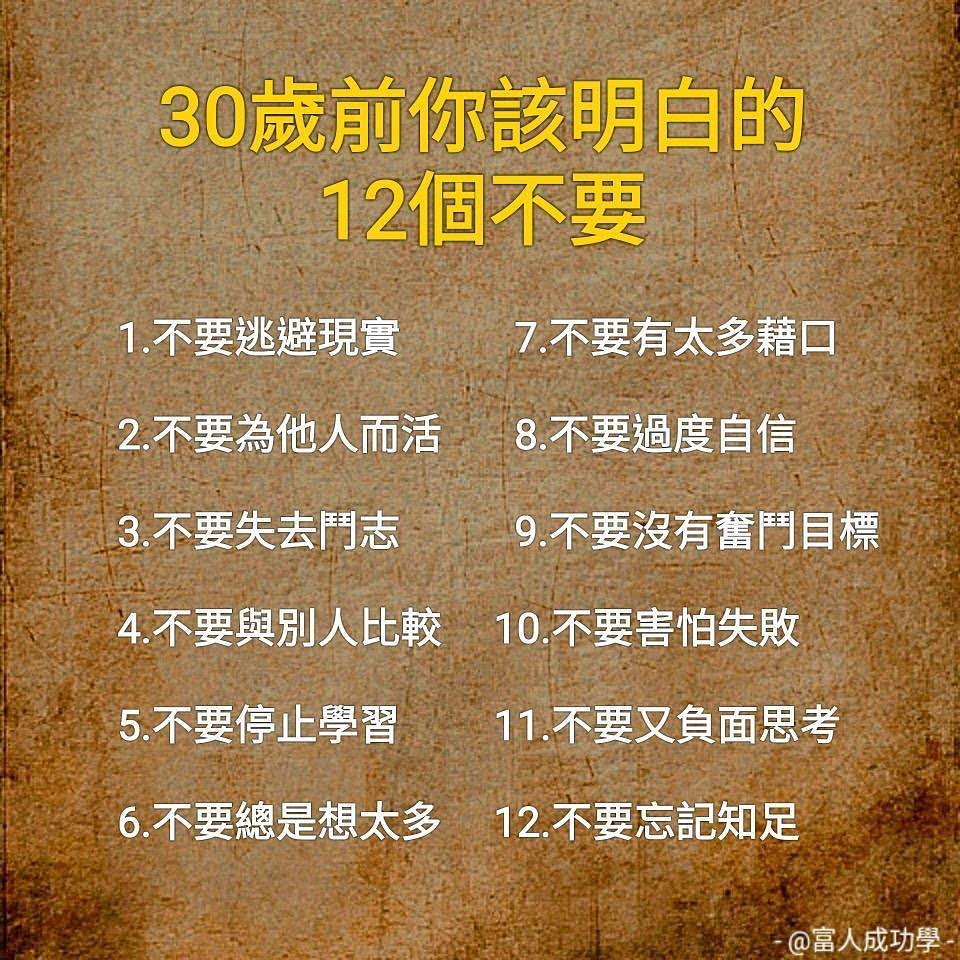 30歲前你該明白的
12個不要
1.不要逃避現實
2.不要為他人而活
3.不要失去鬥志
4.不要與別人比較
5.不要停止學習
6.不要總是想太多
7.不要有太多藉口
8.不要過度自信
9.不要沒有奮鬥目標
10.不要害怕失敗
11.不要又負面思考
12.不要忘記知足
- @富人成功學 -